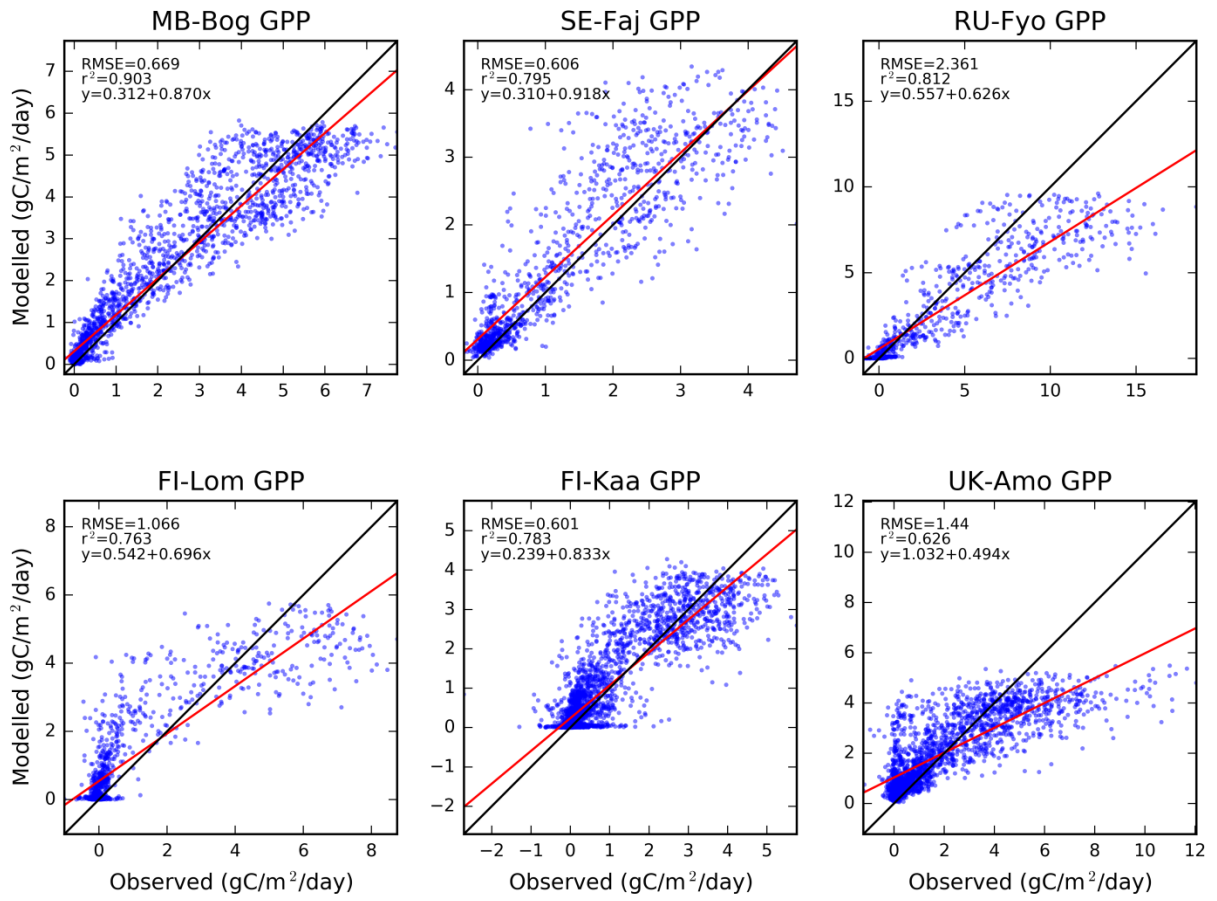 MB-Bog GPP
RMSE=0.669
r²=0.903
y=0.312+0.870x
7
6
5
4
3
2
1
0
0 1 2 3 4 5 6 7
Modelled (gC/m²/day)
SE-Faj GPP
RMSE=0.606
r²=0.795
y=0.310+0.918x
4
3
2
1
0
0 1 2 3 4
RU-Fyo GPP
RMSE=2.361
r²=0.812
y=0.557+0.626x
15
10
5
0
0 5 10 15
FI-Lom GPP
RMSE=1.066
r²=0.763
y=0.542+0.696x
8
6
4
2
0
0 2 4 6 8
Modelled (gC/m²/day)
Observed (gC/m²/day)
FI-Kaa GPP
RMSE=0.601
r²=0.783
y=0.239+0.833x
5
4
3
2
1
0
−1
−2
−2 −1 0 1 2 3 4 5
Observed (gC/m²/day)
UK-Amo GPP
RMSE=1.44
r²=0.626
y=1.032+0.494x
12
10
8
6
4
2
0
0 2 4 6 8 10 12
Observed (gC/m²/day)